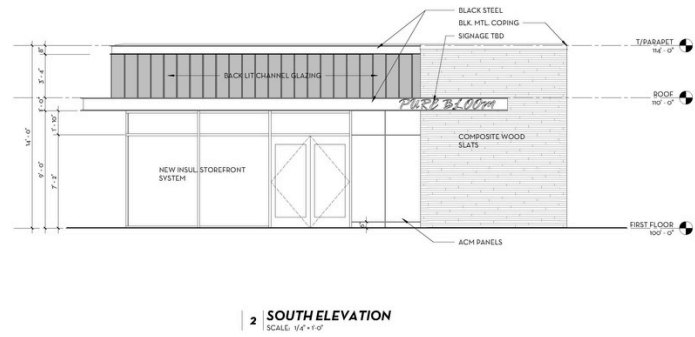 BLACK STEEL
BLK. MTL. COPING
SIGNAGE TBD
T/PARAPET
114' - 0"
BACK LIT CHANNEL GLAZING
ROOF
110' - 0"
PURE BLOOM
COMPOSITE WOOD
SLATS
NEW INSUL. STOREFRONT
SYSTEM
FIRST FLOOR
100' - 0"
ACM PANELS
14' - 0"
9' - 0"
1' - 0"
1' - 10"
7' - 2"
2
SOUTH ELEVATION
SCALE: 1/4" = 1'-0"